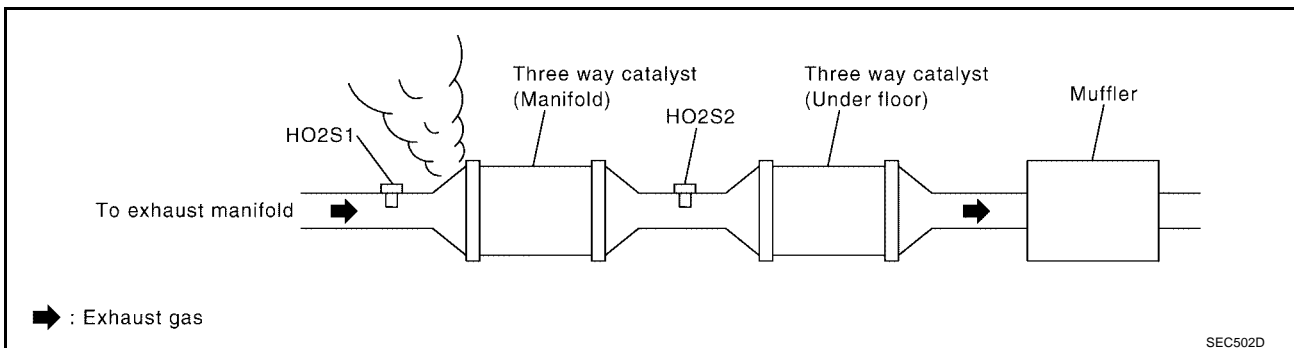 Three way catalyst
(Manifold)
Three way catalyst
(Under floor)
Muffler
HO2S1
HO2S2
To exhaust manifold
: Exhaust gas
SEC502D